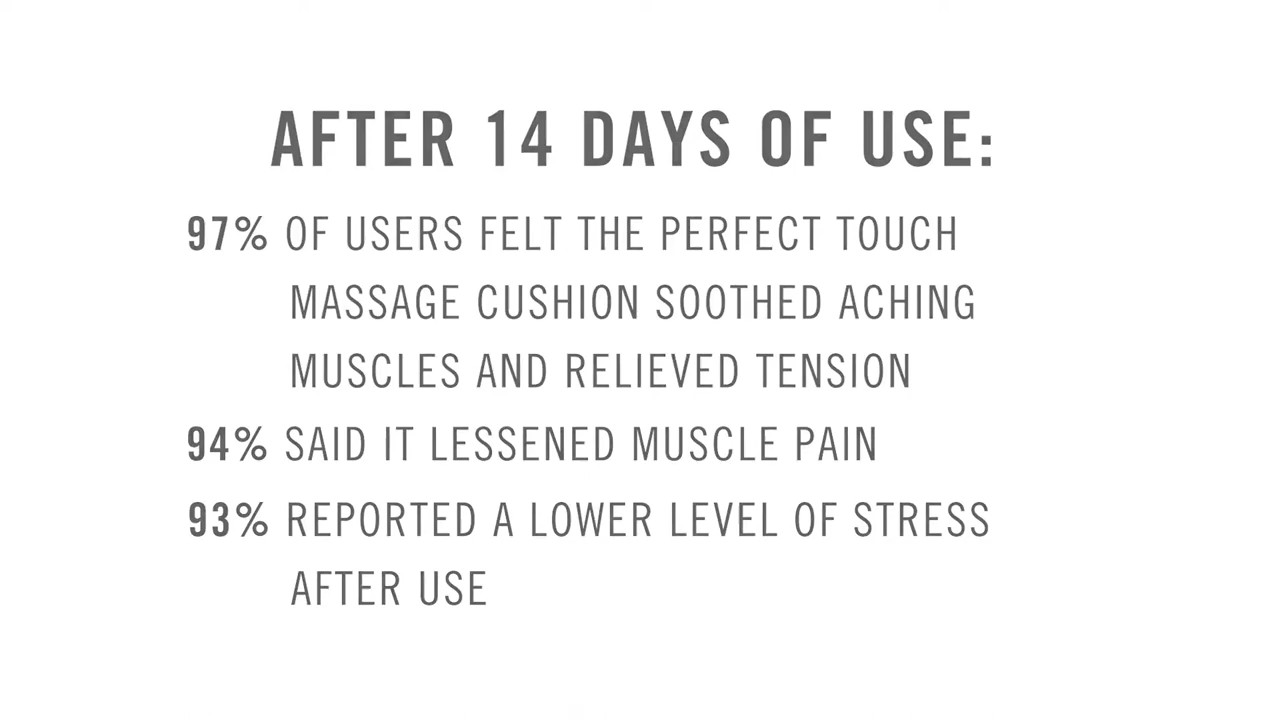 AFTER 14 DAYS OF USE:
97% OF USERS FELT THE PERFECT TOUCH
MASSAGE CUSHION SOOTHED ACHING
MUSCLES AND RELIEVED TENSION
94% SAID IT LESSENED MUSCLE PAIN
93% REPORTED A LOWER LEVEL OF STRESS
AFTER USE